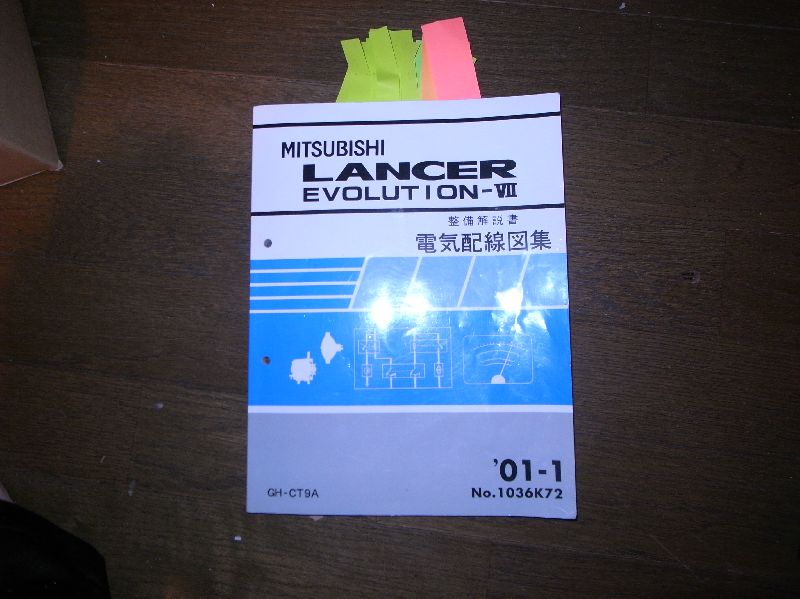 MITSUBISHI
LANCER
EVOLUTION-VII
整備解説書
電気配線図集
'01-1
GH-CT9A
No.1036K72